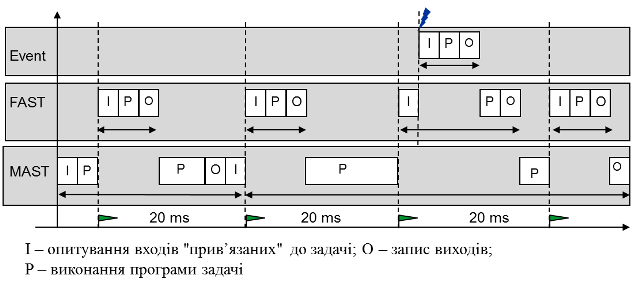 Event
I P O
FAST
I P O
I P O
I
P O
I P O
MAST
I P
P O I
P
P
O
20 ms
20 ms
20 ms
I – опитування входів "прив’язаних" до задачі; O – запис виходів;
P – виконання програми задачі